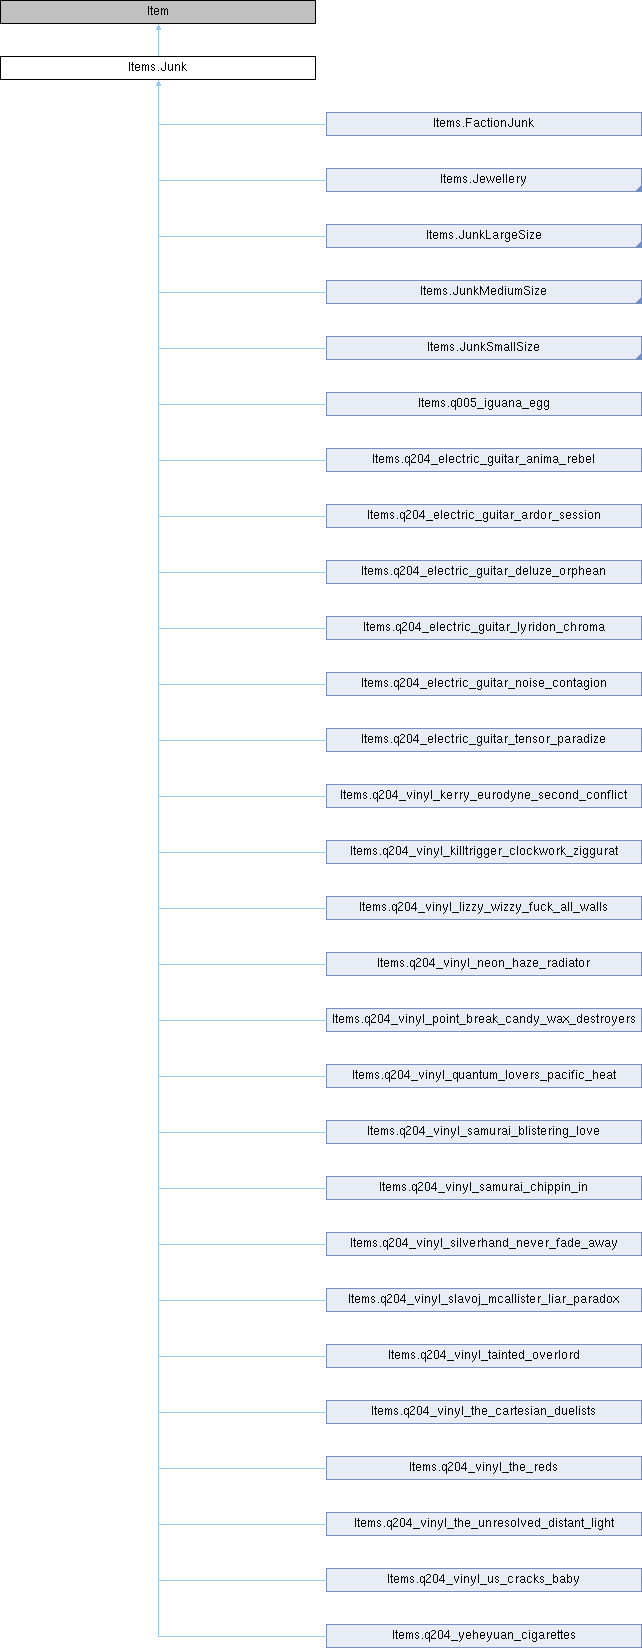 Item
Items.Junk
Items.FactionJunk
Items.Jewellery
Items.JunkLargeSize
Items.JunkMediumSize
Items.JunkSmallSize
Items.q005_iguana_egg
Items.q204_electric_guitar_anima_rebel
Items.q204_electric_guitar_ardor_session
Items.q204_electric_guitar_deluze_orphean
Items.q204_electric_guitar_lyridon_chroma
Items.q204_electric_guitar_noise_contagion
Items.q204_electric_guitar_tensor_paradize
Items.q204_vinyl_kerry_eurodyne_second_conflict
Items.q204_vinyl_killtrigger_clockwork_ziggurat
Items.q204_vinyl_lizzy_wizzy_fuck_all_walls
Items.q204_vinyl_neon_haze_radiator
Items.q204_vinyl_point_break_candy_wax_destroyers
Items.q204_vinyl_quantum_lovers_pacific_heat
Items.q204_vinyl_samurai_blistering_love
Items.q204_vinyl_samurai_chippin_in
Items.q204_vinyl_silverhand_never_fade_away
Items.q204_vinyl_slavoj_mcallister_liar_paradox
Items.q204_vinyl_tainted_overlord
Items.q204_vinyl_the_cartesian_duelists
Items.q204_vinyl_the_reds
Items.q204_vinyl_the_unresolved_distant_light
Items.q204_vinyl_us_cracks_baby
Items.q204_yeheyuan_cigarettes